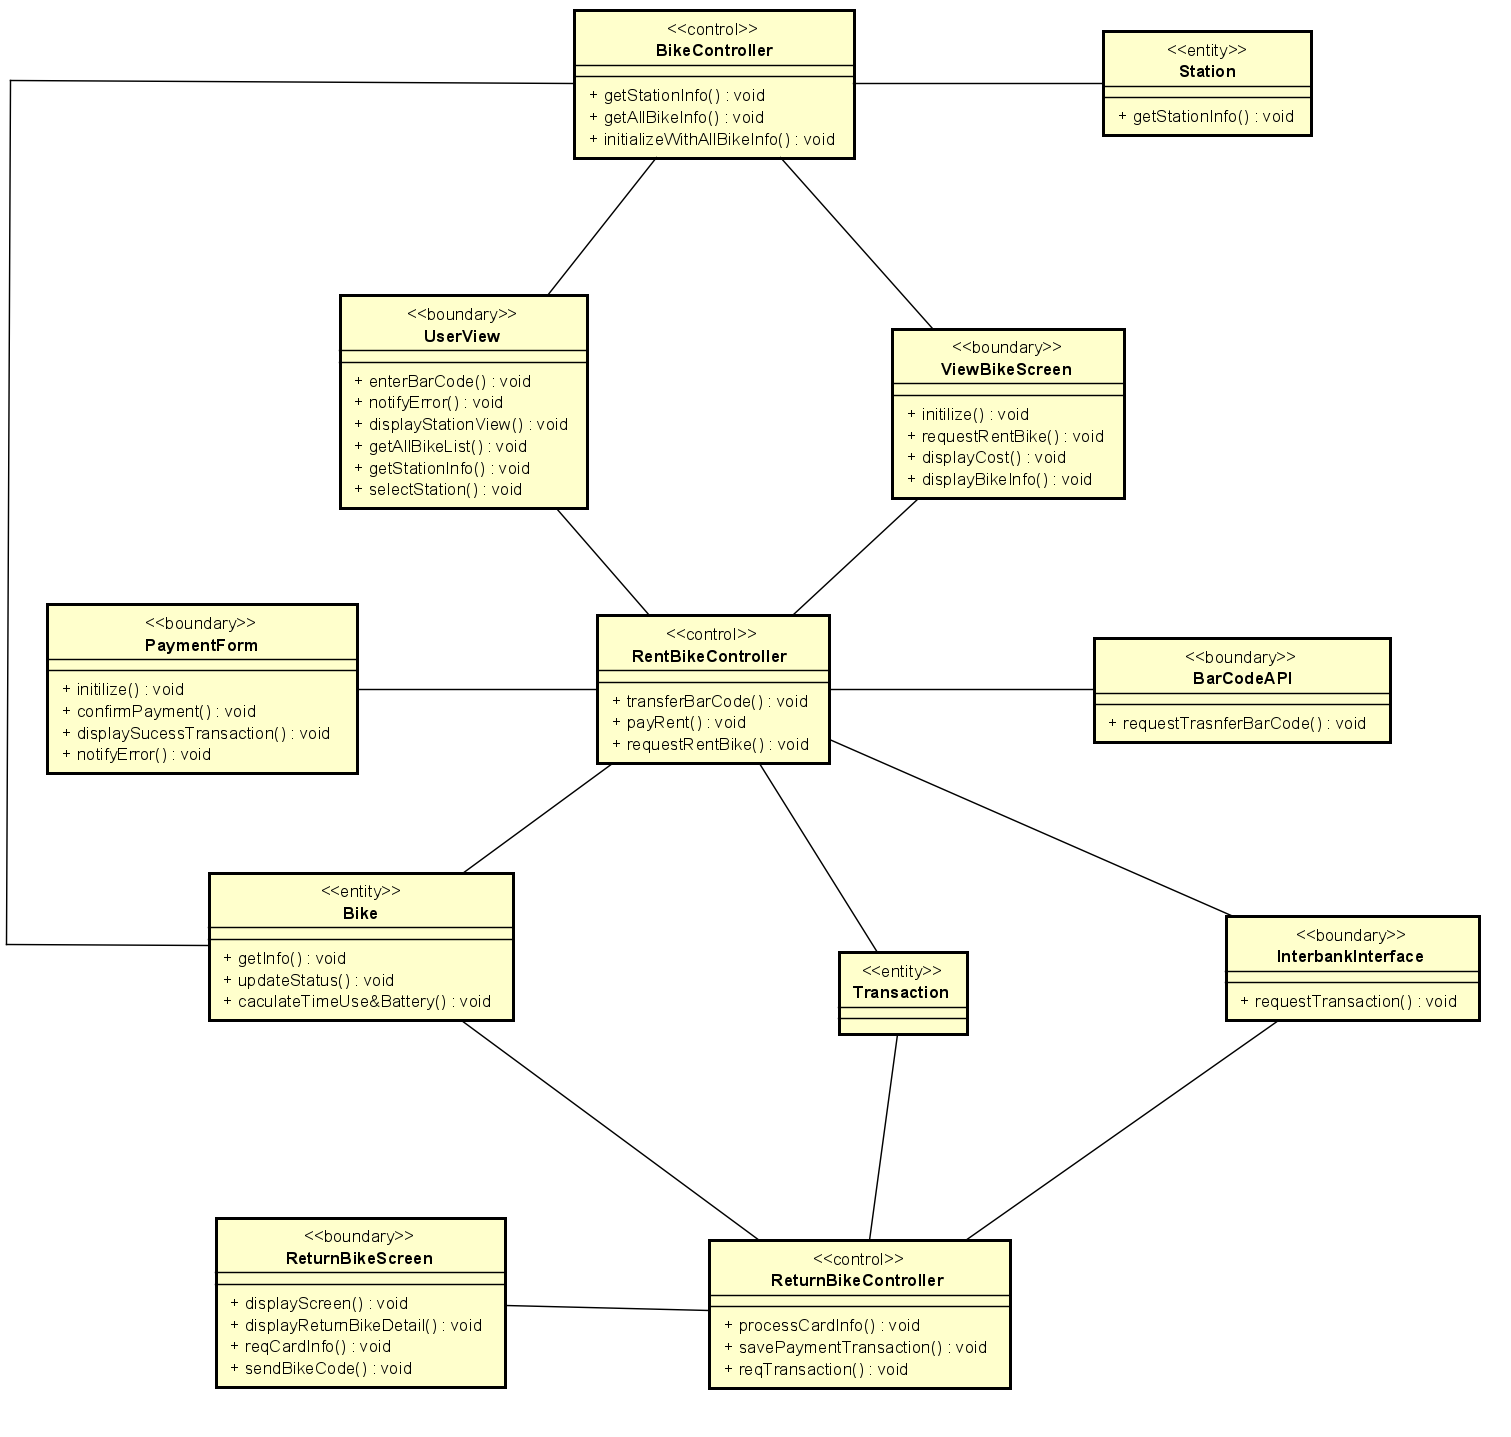 <<control>>
BikeController
+ getStationInfo() : void
+ getAllBikeInfo() : void
+ initializeWithAllBikeInfo() : void
<<entity>>
Station
+ getStationInfo() : void
<<boundary>>
UserView
+ enterBarCode() : void
+ notifyError() : void
+ displayStationView() : void
+ getAllBikeList() : void
+ getStationInfo() : void
+ selectStation() : void
<<boundary>>
ViewBikeScreen
+ initilize() : void
+ requestRentBike() : void
+ displayCost() : void
+ displayBikeInfo() : void
<<boundary>>
PaymentForm
+ initilize() : void
+ confirmPayment() : void
+ displaySucessTransaction() : void
+ notifyError() : void
<<control>>
RentBikeController
+ transferBarCode() : void
+ payRent() : void
+ requestRentBike() : void
<<boundary>>
BarCodeAPI
+ requestTrasnferBarCode() : void
<<entity>>
Bike
+ getInfo() : void
+ updateStatus() : void
+ caculateTimeUse&Battery() : void
<<entity>>
Transaction
<<boundary>>
InterbankInterface
+ requestTransaction() : void
<<boundary>>
ReturnBikeScreen
+ displayScreen() : void
+ displayReturnBikeDetail() : void
+ reqCardInfo() : void
+ sendBikeCode() : void
<<control>>
ReturnBikeController
+ processCardInfo() : void
+ savePaymentTransaction() : void
+ reqTransaction() : void